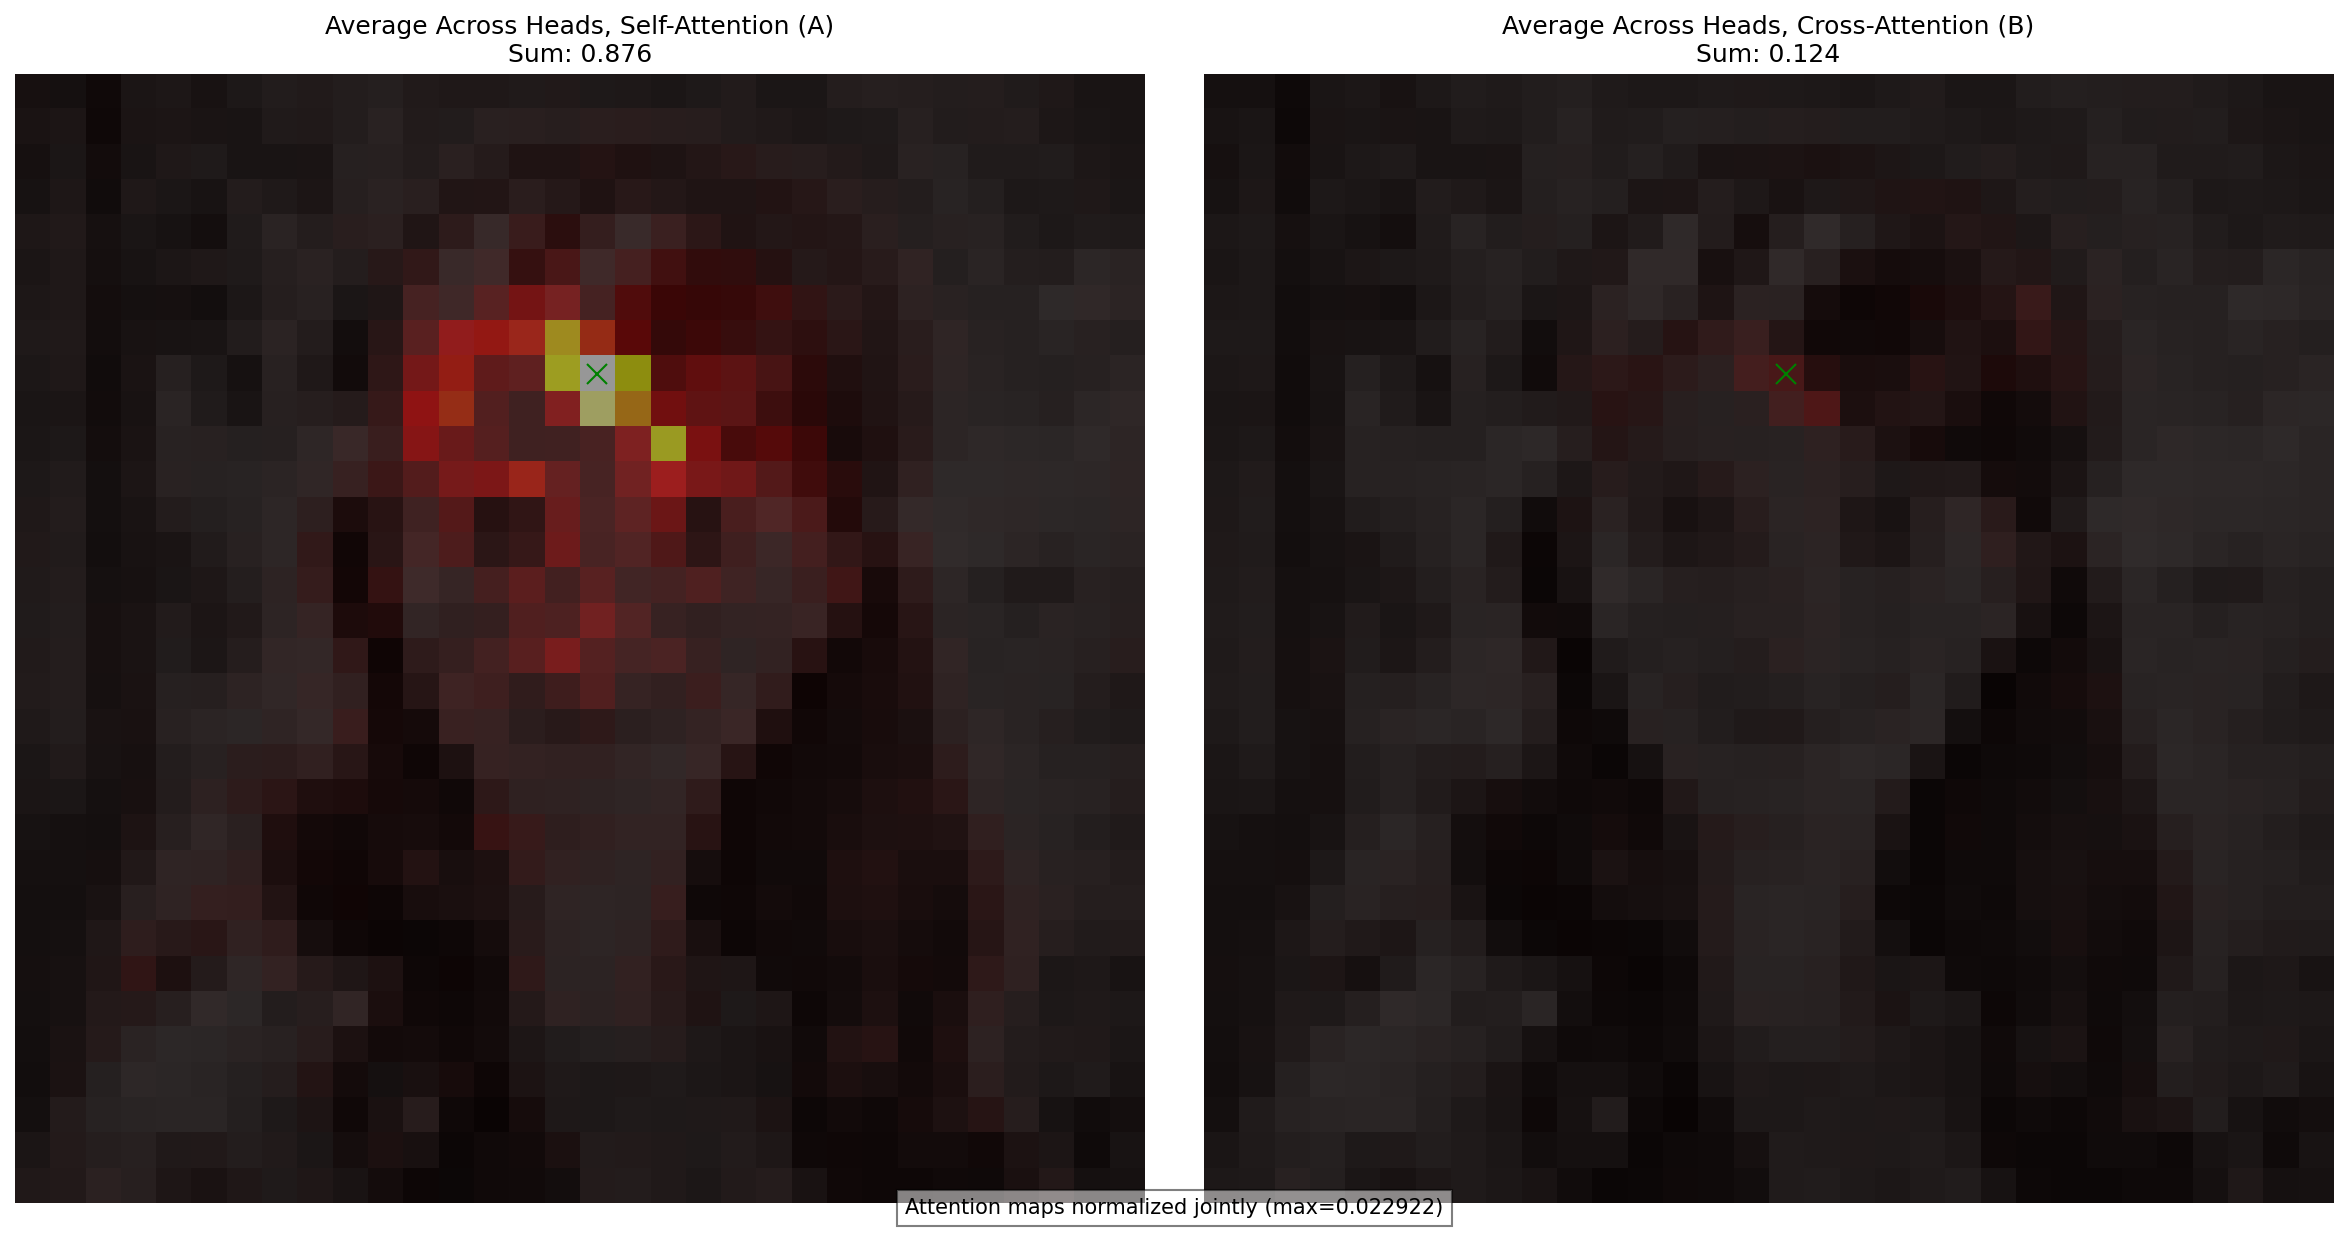 Average Across Heads, Self-Attention (A)
Sum: 0.876
Average Across Heads, Cross-Attention (B)
Sum: 0.124
Attention maps normalized jointly (max=0.022922)